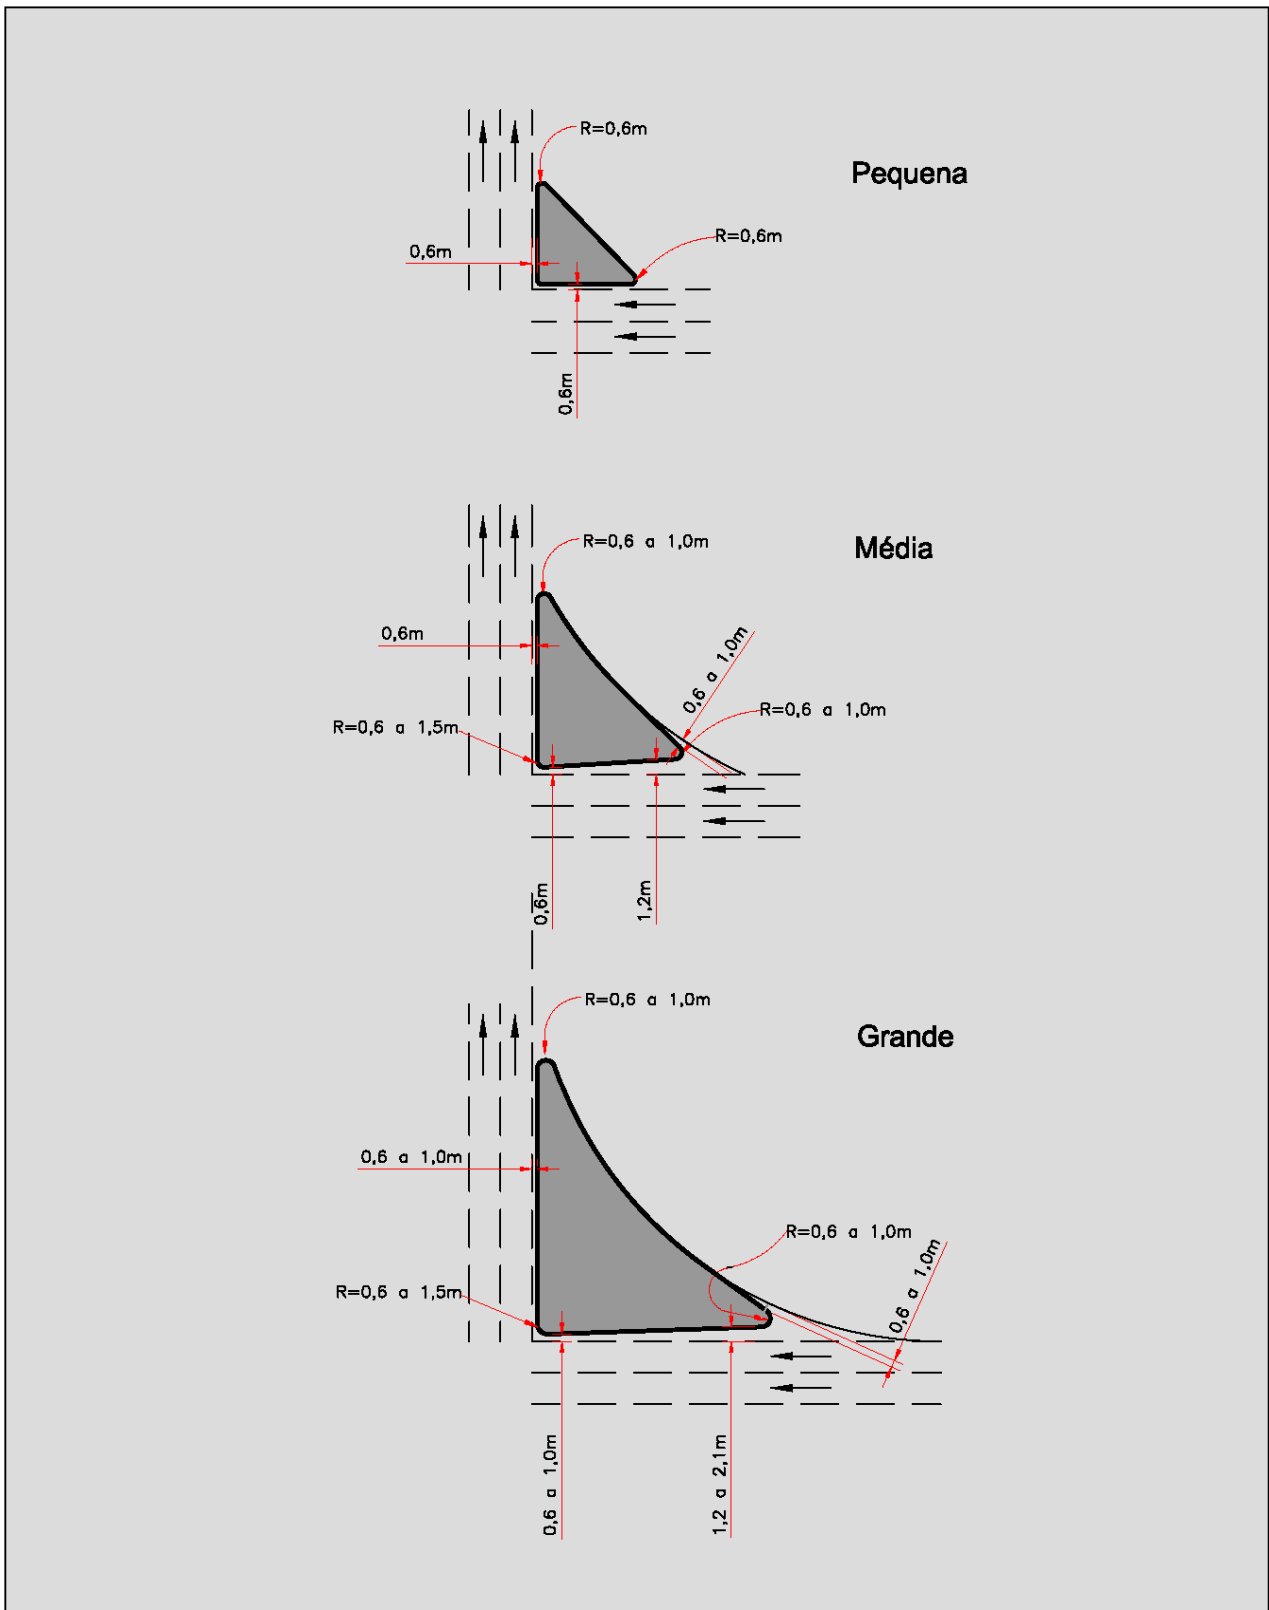 R=0,6m
Pequena
R=0,6m
0,6m
0,6m
R=0,6 a 1,0m
Média
0,6m
0,6 a 1,0m
R=0,6 a 1,0m
R=0,6 a 1,5m
0,6m
1,2m
R=0,6 a 1,0m
Grande
0,6 a 1,0m
R=0,6 a 1,0m
0,6 a 1,0m
R=0,6 a 1,5m
0,6 a 1,0m
1,2 a 2,1m